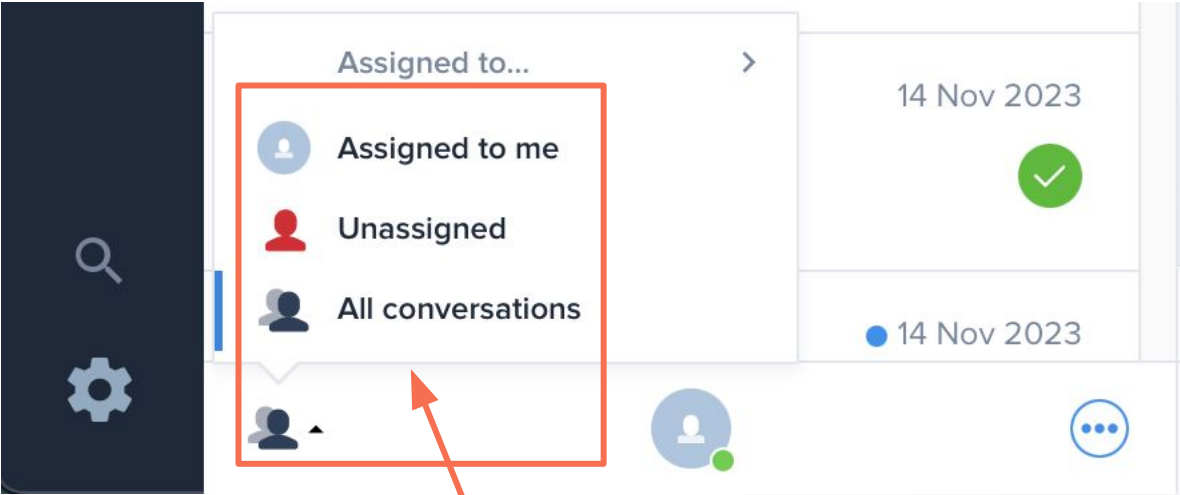 Assigned to...
14 Nov 2023
Assigned to me
Unassigned
All conversations
14 Nov 2023